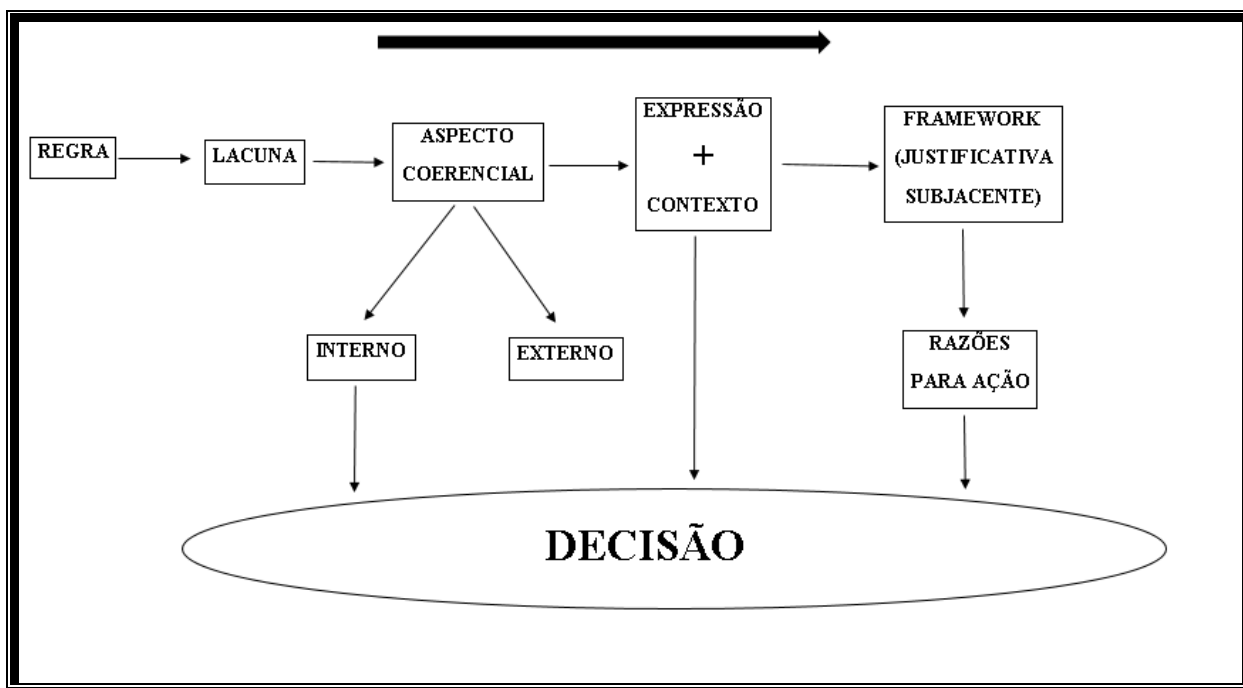 REGRA
LACUNA
ASPECTO
COERENCIAL
EXPRESSÃO
+
CONTEXTO
FRAMEWORK
(JUSTIFICATIVA
SUBJACENTE)
INTERNO
EXTERNO
RAZÕES
PARA AÇÃO
DECISÃO